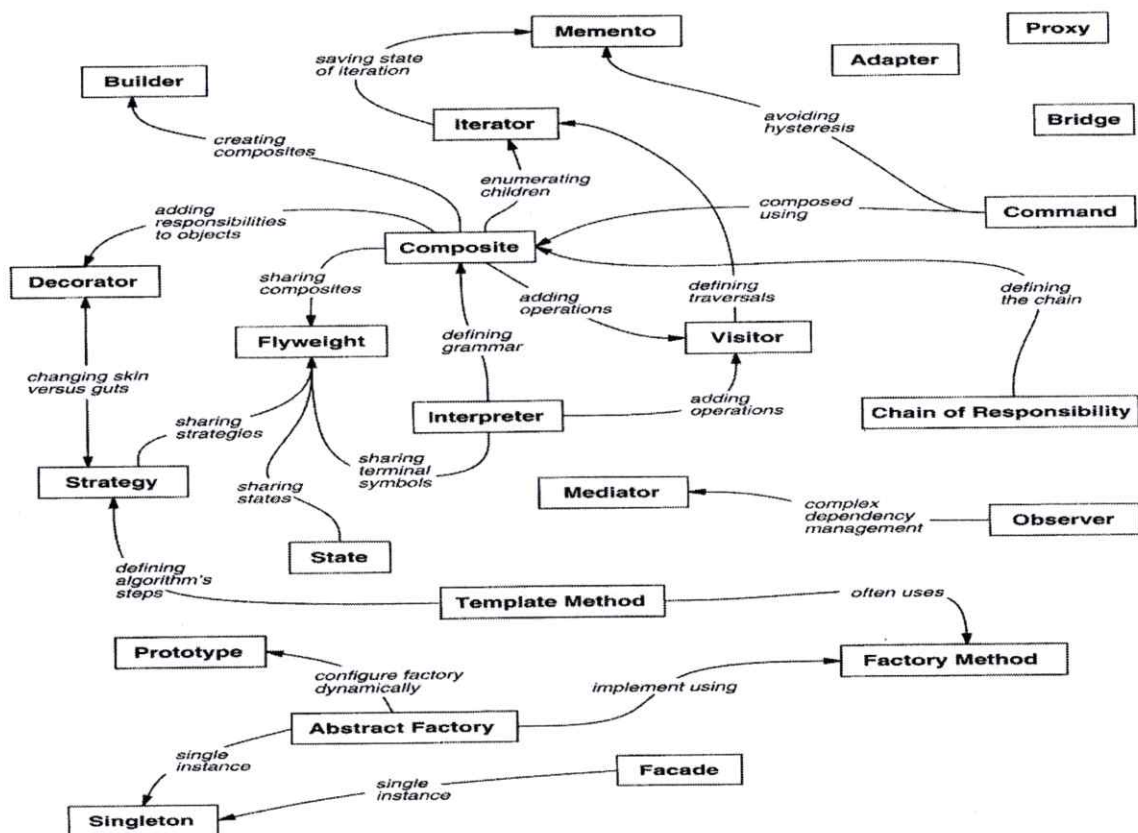 Memento
Proxy
Adapter
saving state
of iteration
Builder
avoiding
hysteresis
Bridge
Iterator
creating
composites
enumerating
children
composed
using
Command
adding
responsibilities
to objects
Composite
Decorator
sharing
composites
adding
operations
defining
traversals
defining
the chain
Flyweight
defining
grammar
Visitor
changing skin
versus guts
adding
operations
Interpreter
Chain of Responsibility
sharing
strategies
sharing
terminal
symbols
Strategy
sharing
states
Mediator
complex
dependency
management
Observer
State
defining
algorithm's
steps
Template Method
often uses
Prototype
Factory Method
configure factory
dynamically
implement using
Abstract Factory
single
instance
Facade
single
instance
Singleton